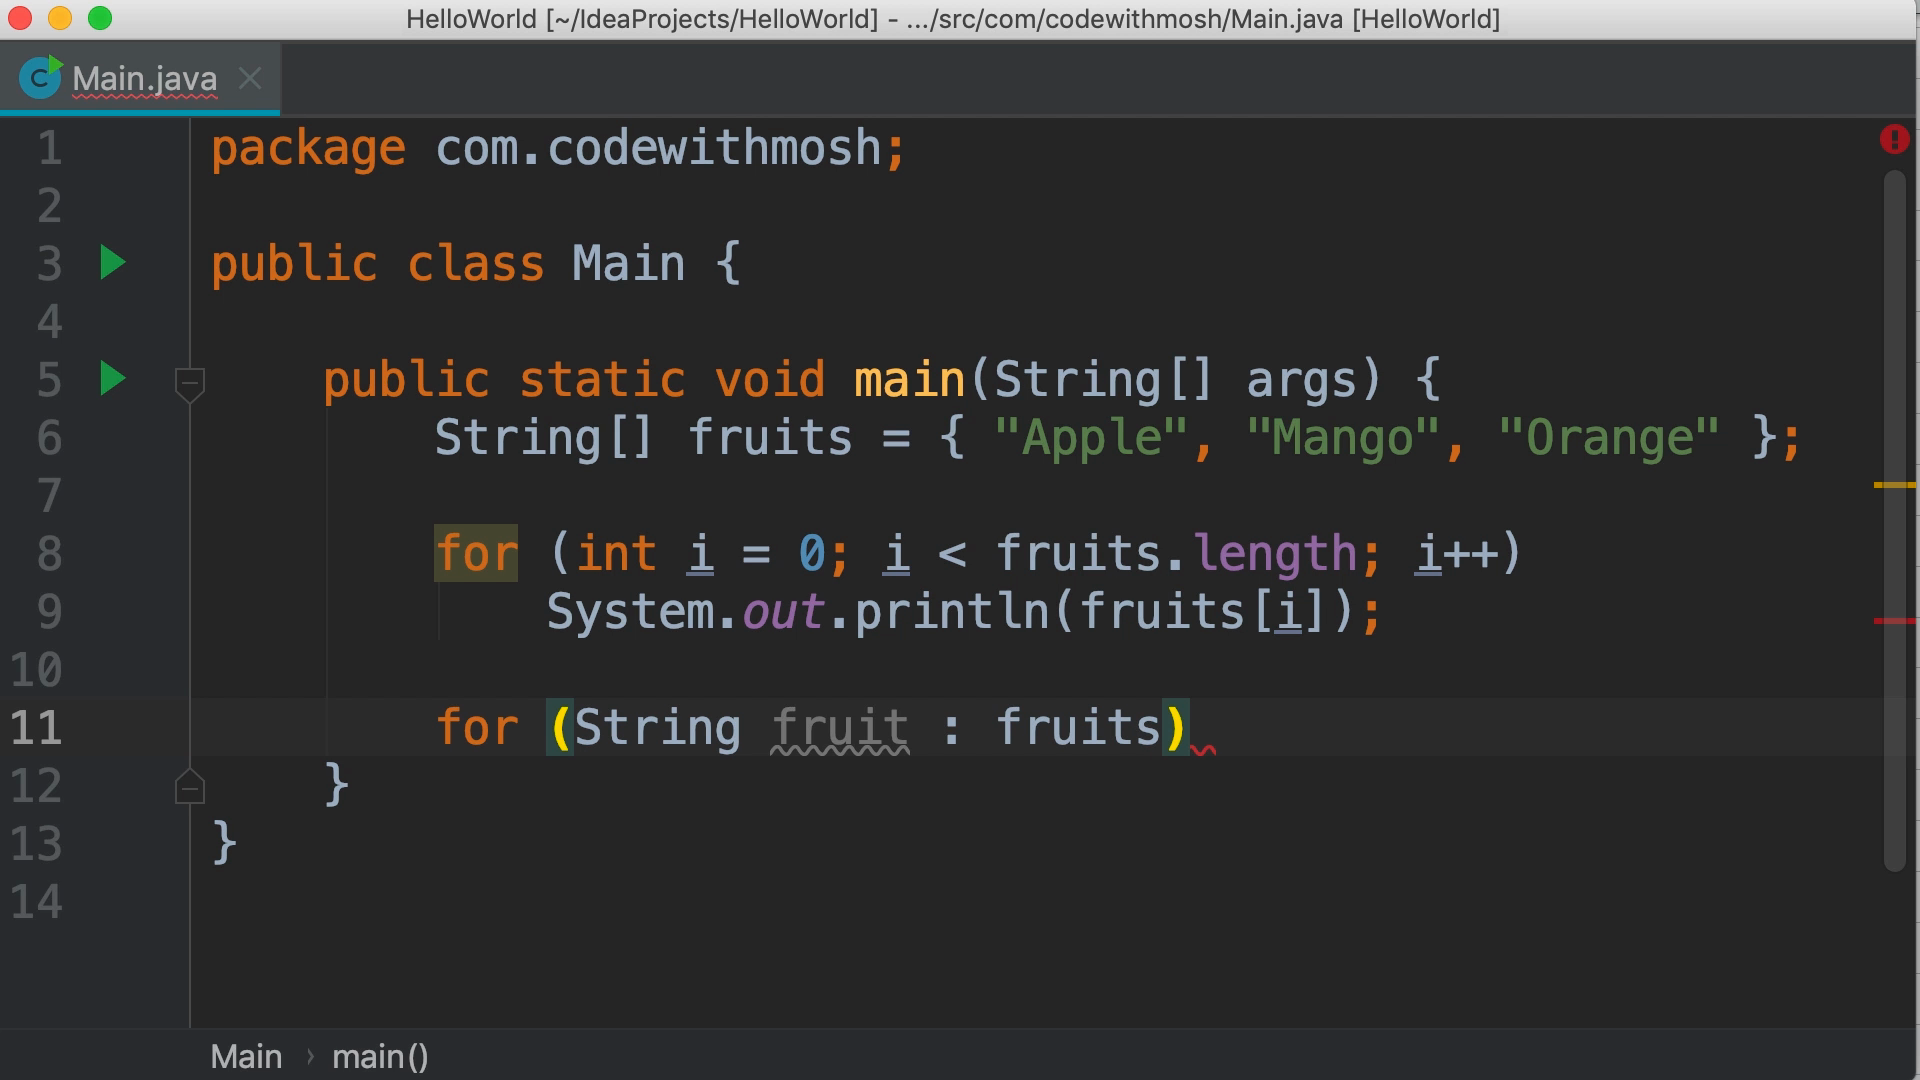 HelloWorld [~/IdeaProjects/HelloWorld] - .../src/com/codewithmosh/Main.java [HelloWorld]
C Main.java
1 package com.codewithmosh;
2
3 public class Main {
4
5     public static void main(String[] args) {
6         String[] fruits = { "Apple", "Mango", "Orange" };
7
8         for (int i = 0; i < fruits.length; i++)
9             System.out.println(fruits[i]);
10
11         for (String fruit : fruits)
12     }
13 }
14
Main › main()